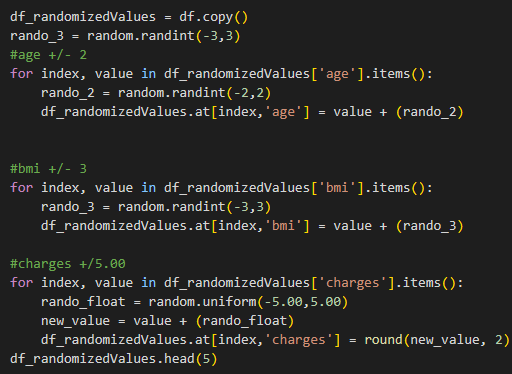 df_randomizedValues = df.copy()
rando_3 = random.randint(-3,3)
#age +/- 2
for index, value in df_randomizedValues['age'].items():
    rando_2 = random.randint(-2,2)
    df_randomizedValues.at[index,'age'] = value + (rando_2)
#bmi +/- 3
for index, value in df_randomizedValues['bmi'].items():
    rando_3 = random.randint(-3,3)
    df_randomizedValues.at[index,'bmi'] = value + (rando_3)
#charges +/5.00
for index, value in df_randomizedValues['charges'].items():
    rando_float = random.uniform(-5.00,5.00)
    new_value = value + (rando_float)
    df_randomizedValues.at[index,'charges'] = round(new_value, 2)
df_randomizedValues.head(5)